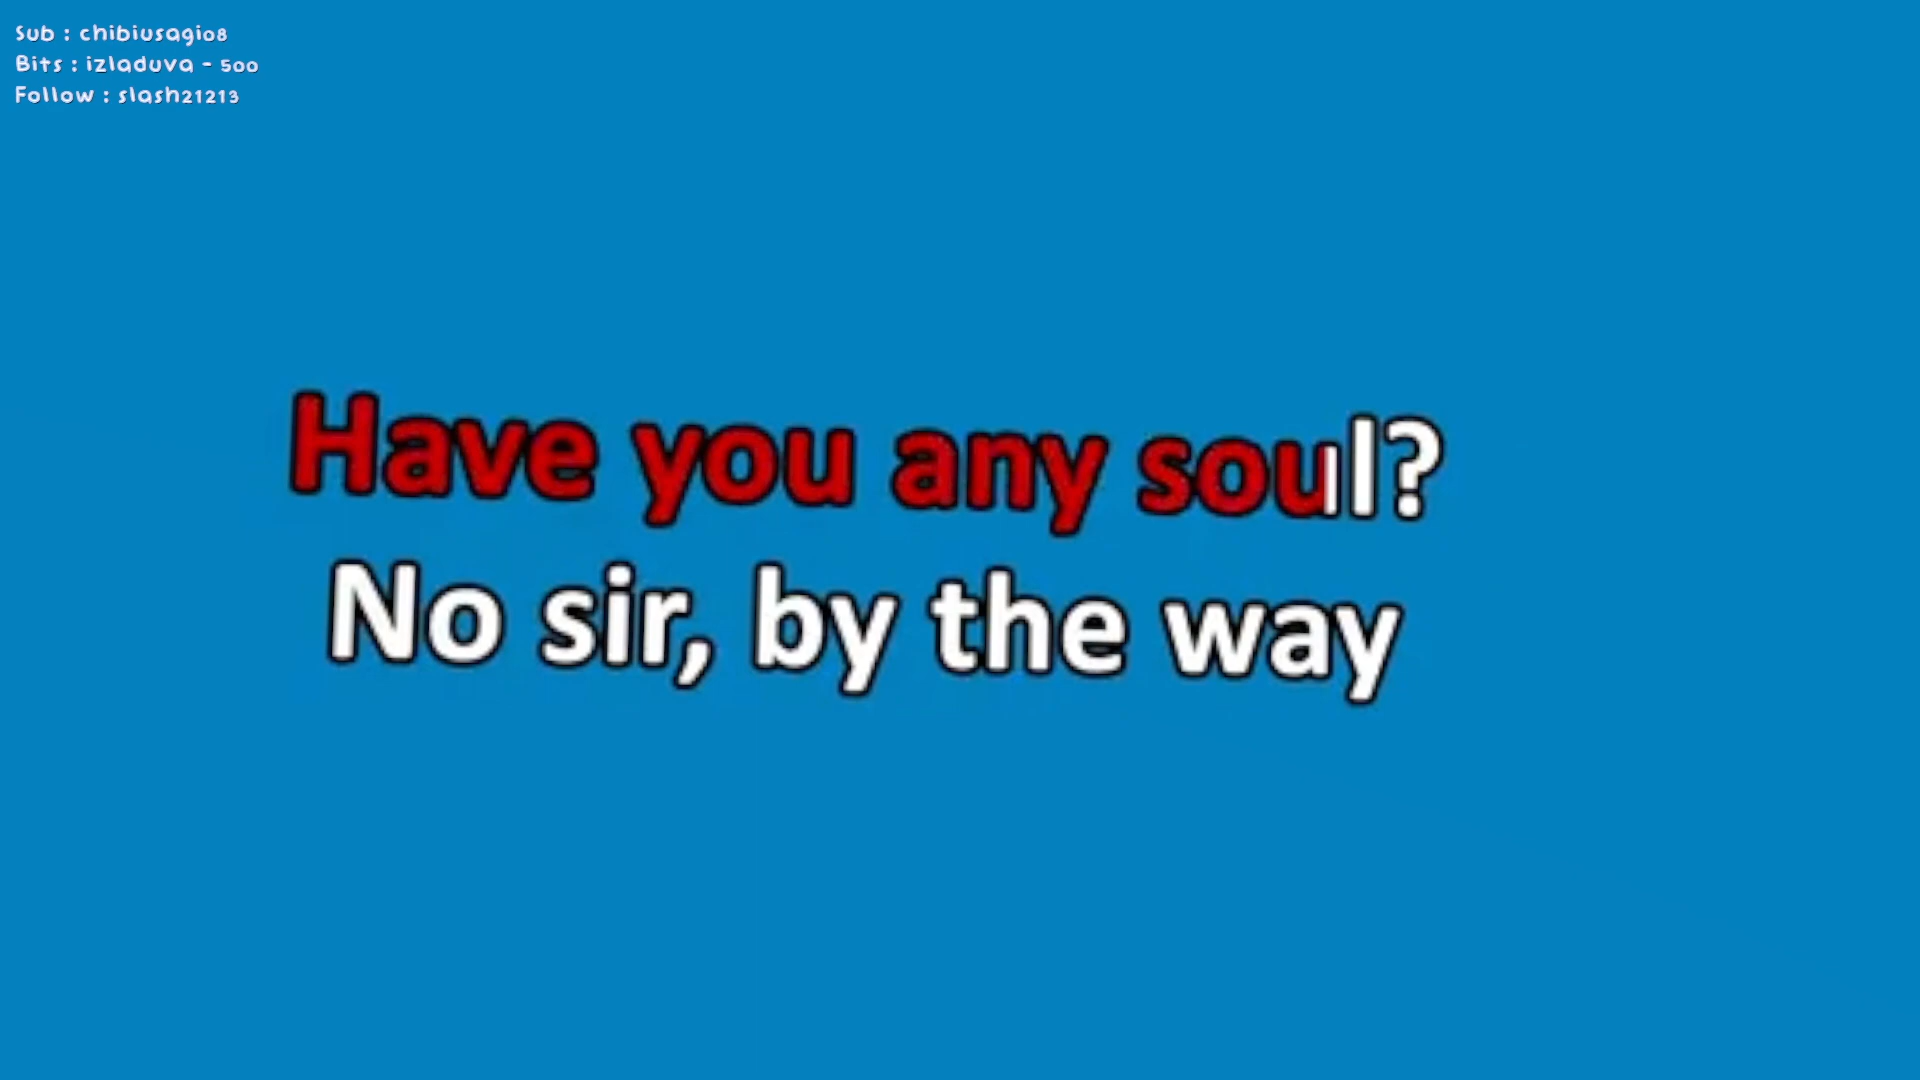 Sub : chibiusagi08
Bits : izladuva - 500
Follow : slash21213
Have you any soul?
No sir, by the way